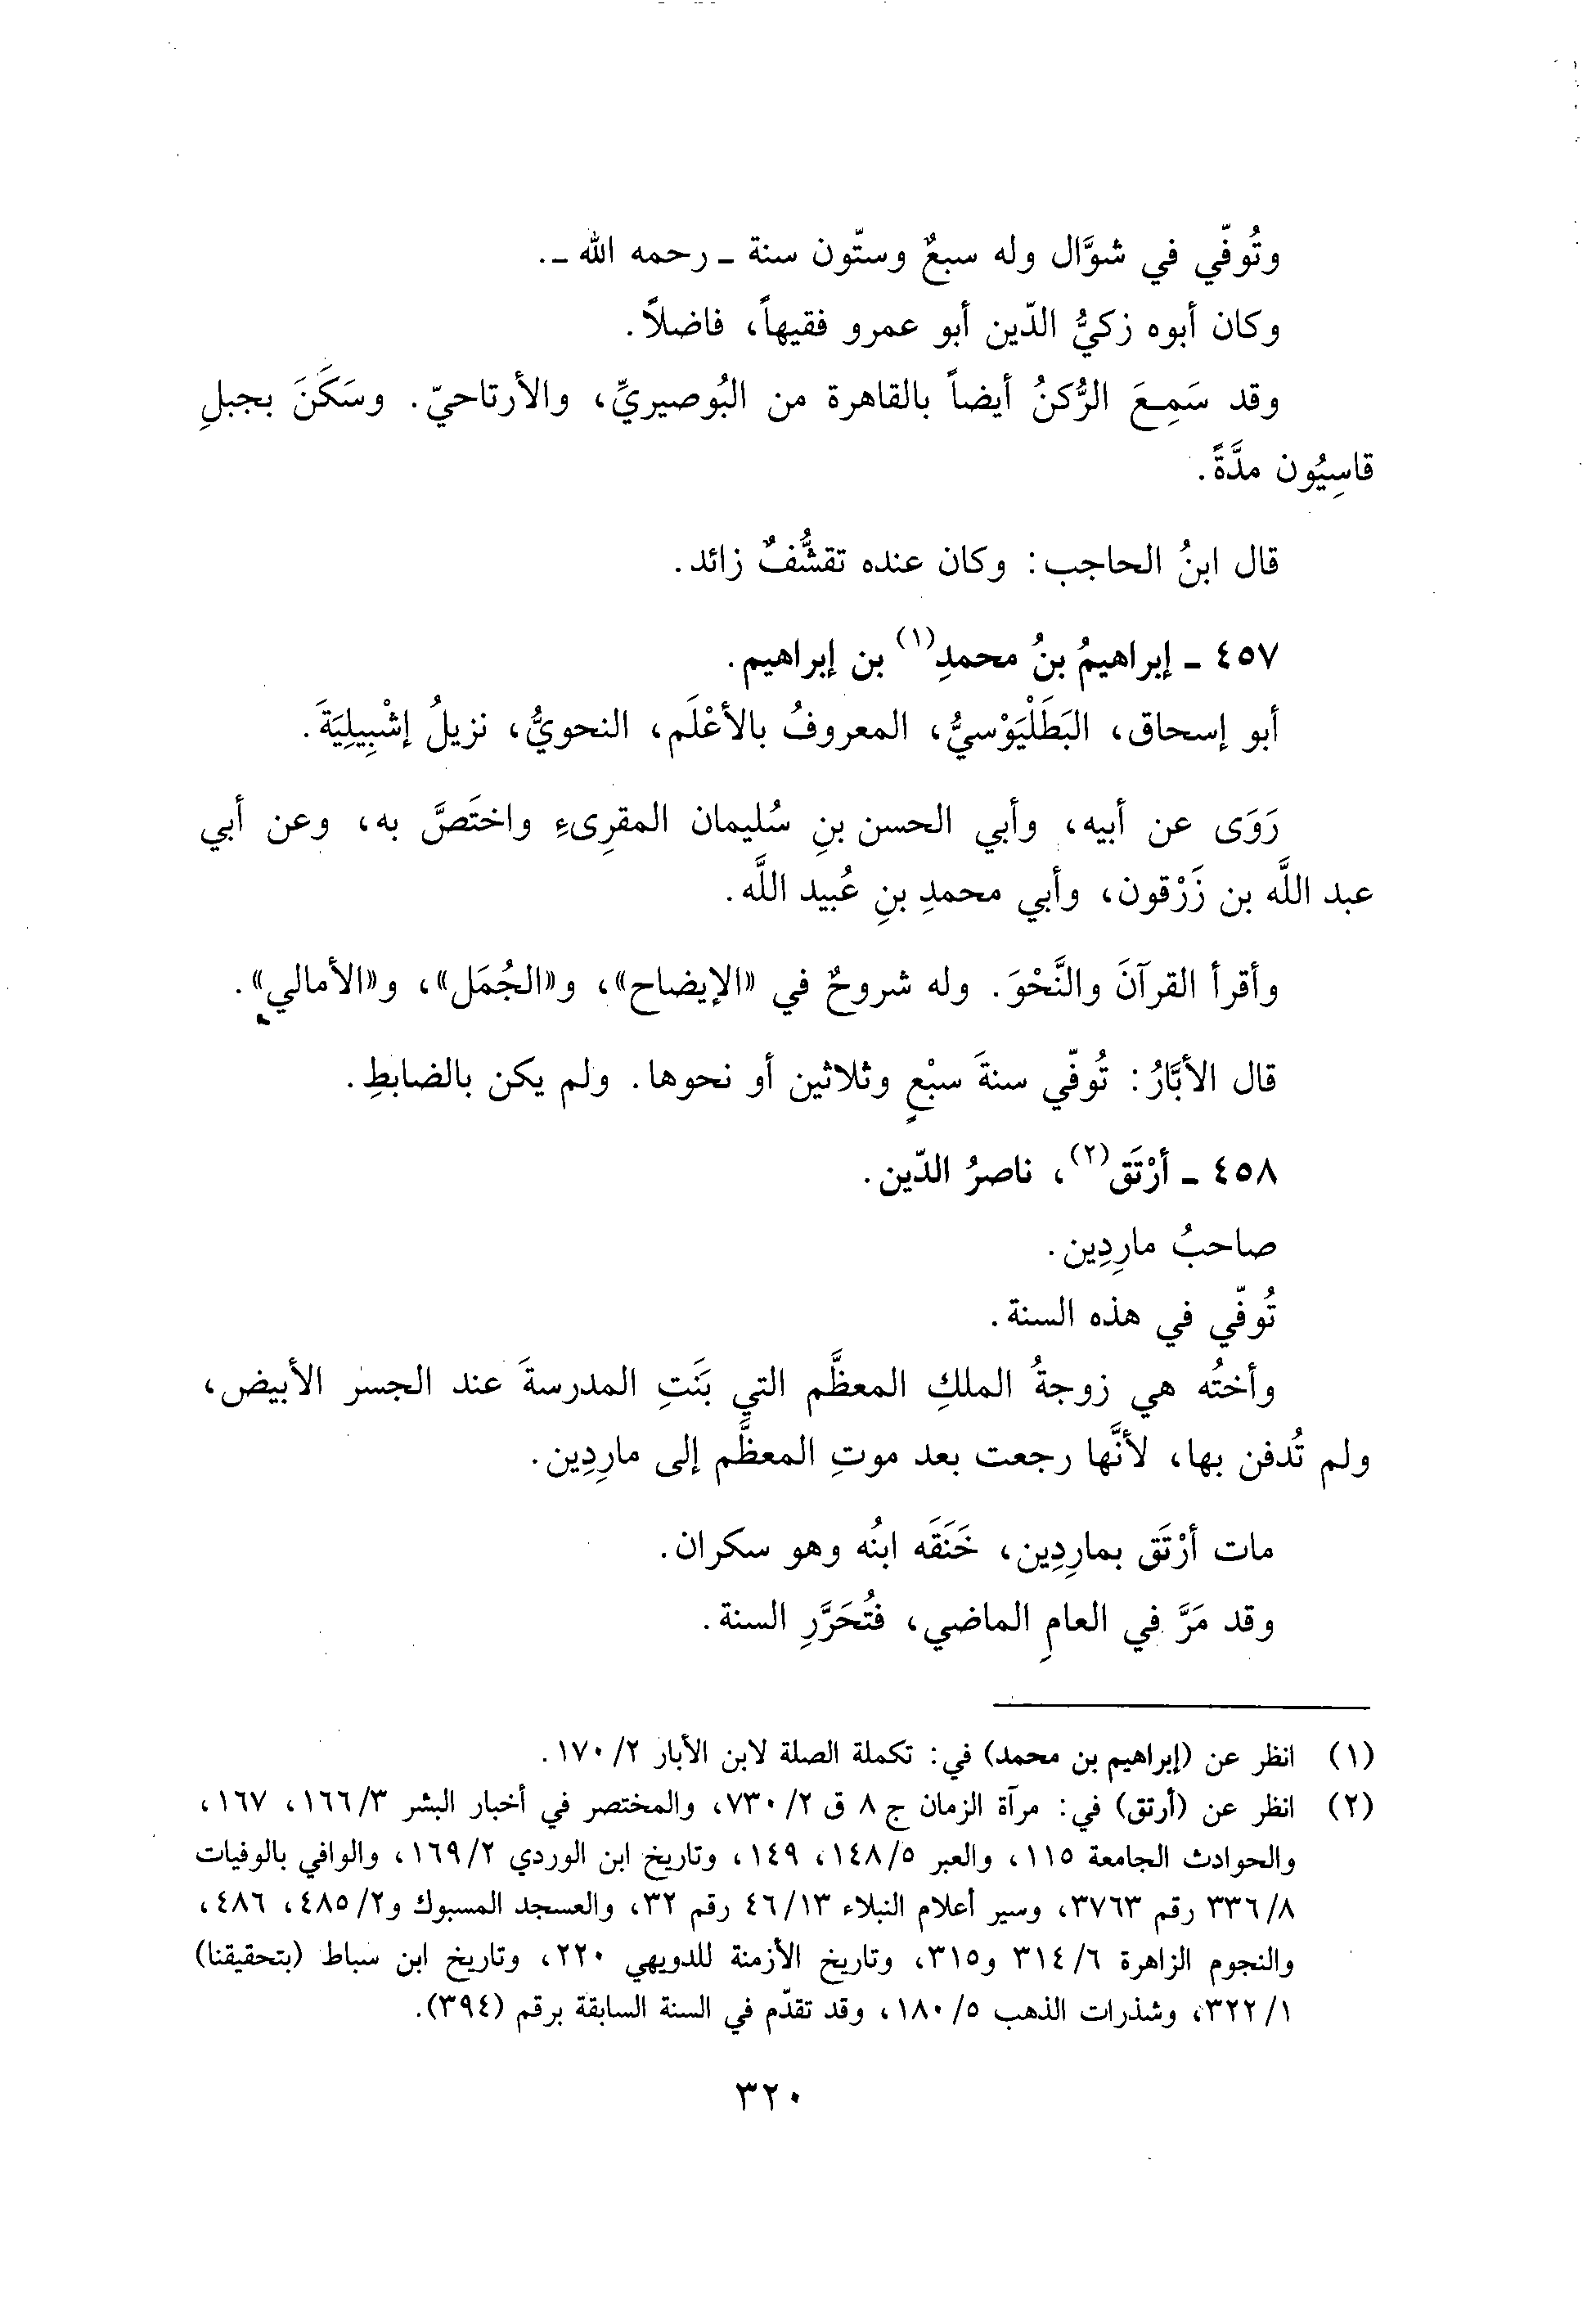 وتُوفّي في شوَّال وله سبعٌ وستّون سنة ـ رحمه الله ـ.
وكان أبوه زكيُّ الدّين أبو عمرو فقيهاً، فاضلاً.
وقد سَمِعَ الرُّكنُ أيضاً بالقاهرة من البُوصيريِّ، والأرتاحيّ. وسَكَنَ بجبلِ
قاسِيُون مدَّةً.
قال ابنُ الحاجب: وكان عنده تقشُّفٌ زائد.
٤٥٧ ـ إبراهيمُ بنُ محمدِ(١) بن إبراهيم.
أبو إسحاق، البَطَلْيَوْسيُّ، المعروفُ بالأعْلَم، النحويُّ، نزيلُ إشْبِيلِيَةَ.
رَوَى عن أبيه، وأبي الحسن بنِ سُليمان المقرِىءِ واختَصَّ به، وعن أبي
عبد اللَّه بن زَرْقون، وأبي محمدِ بنِ عُبيد اللَّه.
وأقرأ القرآنَ والنَّحْوَ. وله شروحٌ في «الإيضاح»، و«الجُمَل»، و«الأمالي».
قال الأبَّارُ: تُوفّي سنةَ سبْعٍ وثلاثين أو نحوها. ولم يكن بالضابطِ.
٤٥٨ ـ أرْتَق(٢)، ناصرُ الدّين.
صاحبُ مارِدِين.
تُوفّي في هذه السنة.
وأختُه هي زوجةُ الملكِ المعظَّم التي بَنَتِ المدرسةَ عند الجسر الأبيض،
ولم تُدفن بها، لأنَّها رجعت بعد موتِ المعظَّم إلى مارِدِين.
مات أرْتَق بمارِدِين، خَنَقَه ابنُه وهو سكران.
وقد مَرَّ في العامِ الماضي، فتُحَرَّرِ السنة.
(١) انظر عن (إبراهيم بن محمد) في: تكملة الصلة لابن الأبار ٢/ ١٧٠.
(٢) انظر عن (أرتق) في: مرآة الزمان ج ٨ ق ٢/ ٧٣٠، والمختصر في أخبار البشر ٣/ ١٦٦، ١٦٧،
والحوادث الجامعة ١١٥، والعبر ٥/ ١٤٨، ١٤٩، وتاريخ ابن الوردي ٢/ ١٦٩، والوافي بالوفيات
٨/ ٣٣٦ رقم ٣٧٦٣، وسير أعلام النبلاء ١٣/ ٤٦ رقم ٣٢، والعسجد المسبوك و٢/ ٤٨٥، ٤٨٦،
والنجوم الزاهرة ٦/ ٣١٤ و٣١٥، وتاريخ الأزمنة للدويهي ٢٢٠، وتاريخ ابن سباط (بتحقيقنا)
١/ ٣٢٢، وشذرات الذهب ٥/ ١٨٠، وقد تقدّم في السنة السابقة برقم (٣٩٤).
٣٢٠